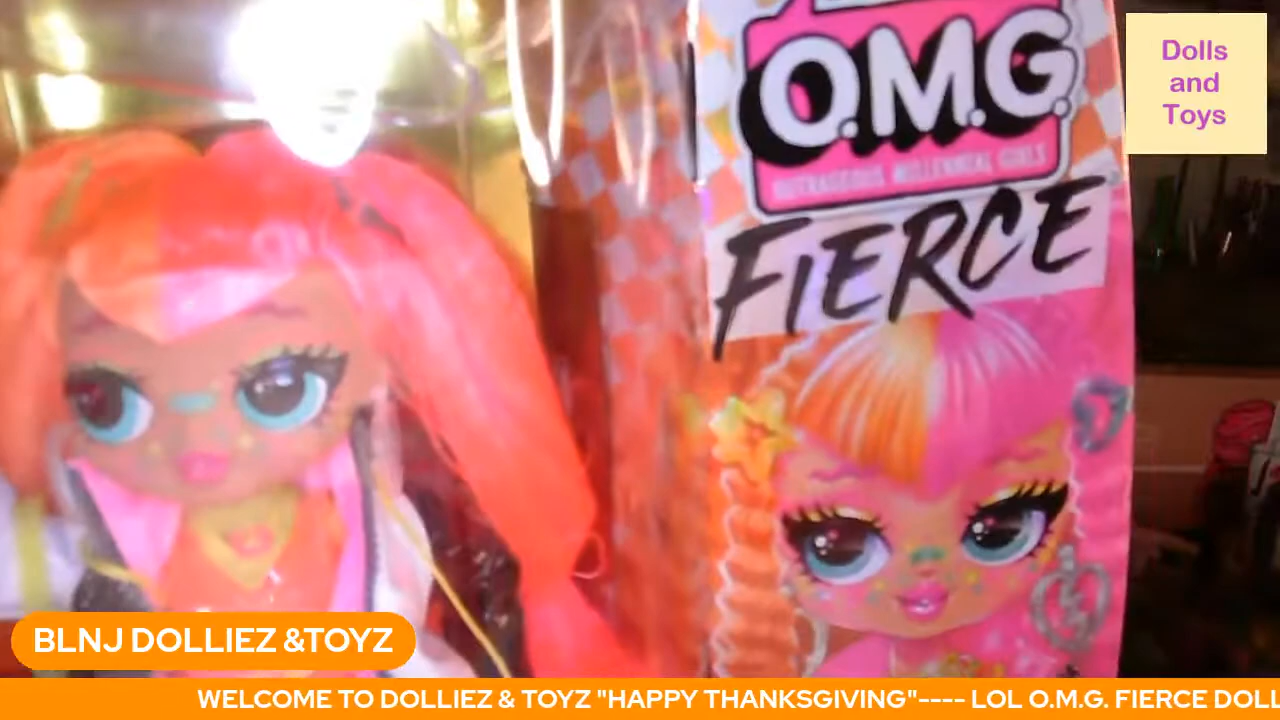 O.M.G.
OUTRAGEOUS MILLENNIAL GIRLS
FIERCE
Dolls
and
Toys
BLNJ DOLLIEZ &TOYZ
WELCOME TO DOLLIEZ & TOYZ "HAPPY THANKSGIVING"---- LOL O.M.G. FIERCE DOLL